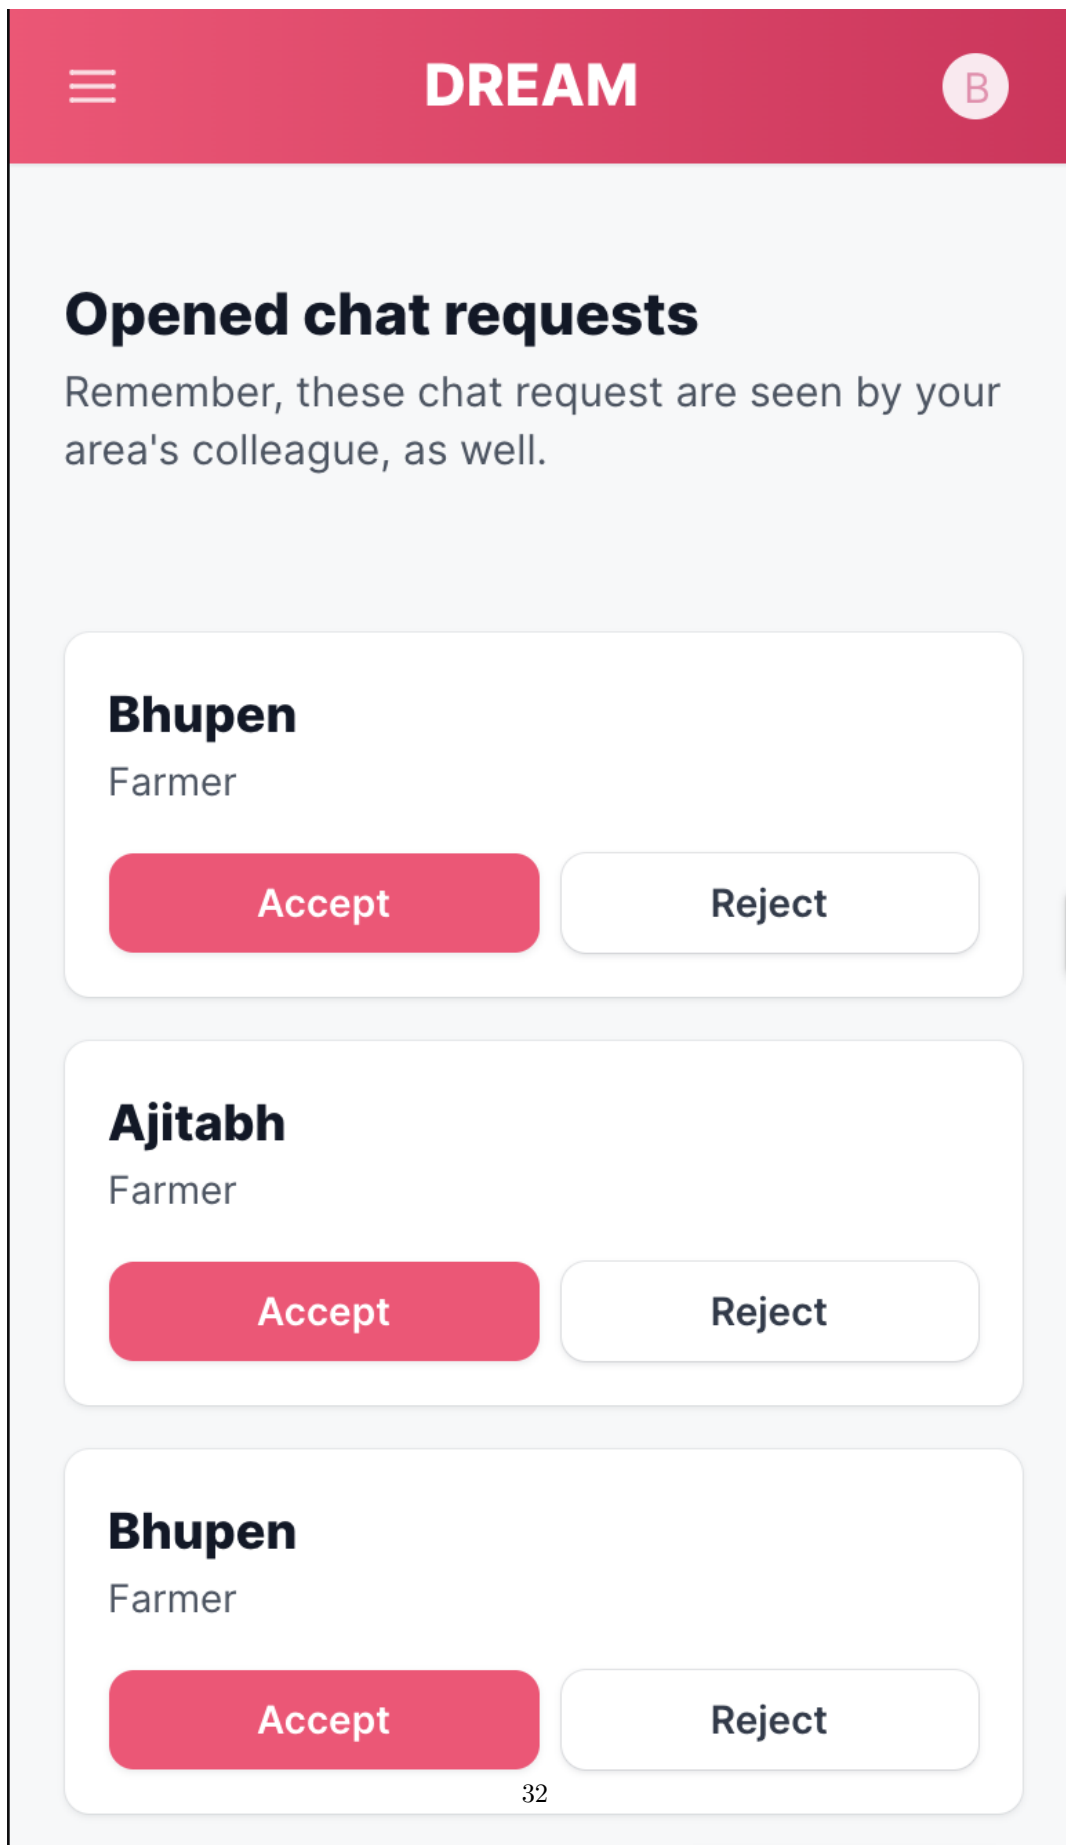 DREAM
B
Opened chat requests
Remember, these chat request are seen by your
area's colleague, as well.
Bhupen
Farmer
Accept Reject
Ajitabh
Farmer
Accept Reject
Bhupen
Farmer
Accept Reject
32